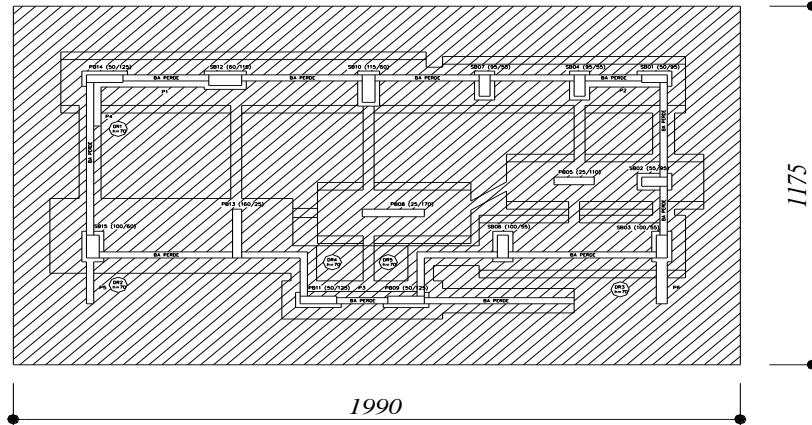 PB14 (50/125) SB12 (60/115) SB10 (115/60) SB07 (95/55) SB04 (95/55) SB01 (50/95)
BA PERDE BA PERDE BA PERDE BA PERDE
P1 P2
P4
DR1
h=70
BA PERDE
BA PERDE
PB05 (25/110) SB02 (55/95)
PB13 (160/25) PB08 (25/170)
SB15 (100/60) SB06 (100/55) SB03 (100/55)
BA PERDE BA PERDE
DR4
h=70
DR5
h=70
P5
DR2
h=70
PB11 (50/125) P3 PB09 (50/125)
DR3
h=70
P6
BA PERDE BA PERDE
1175
1990